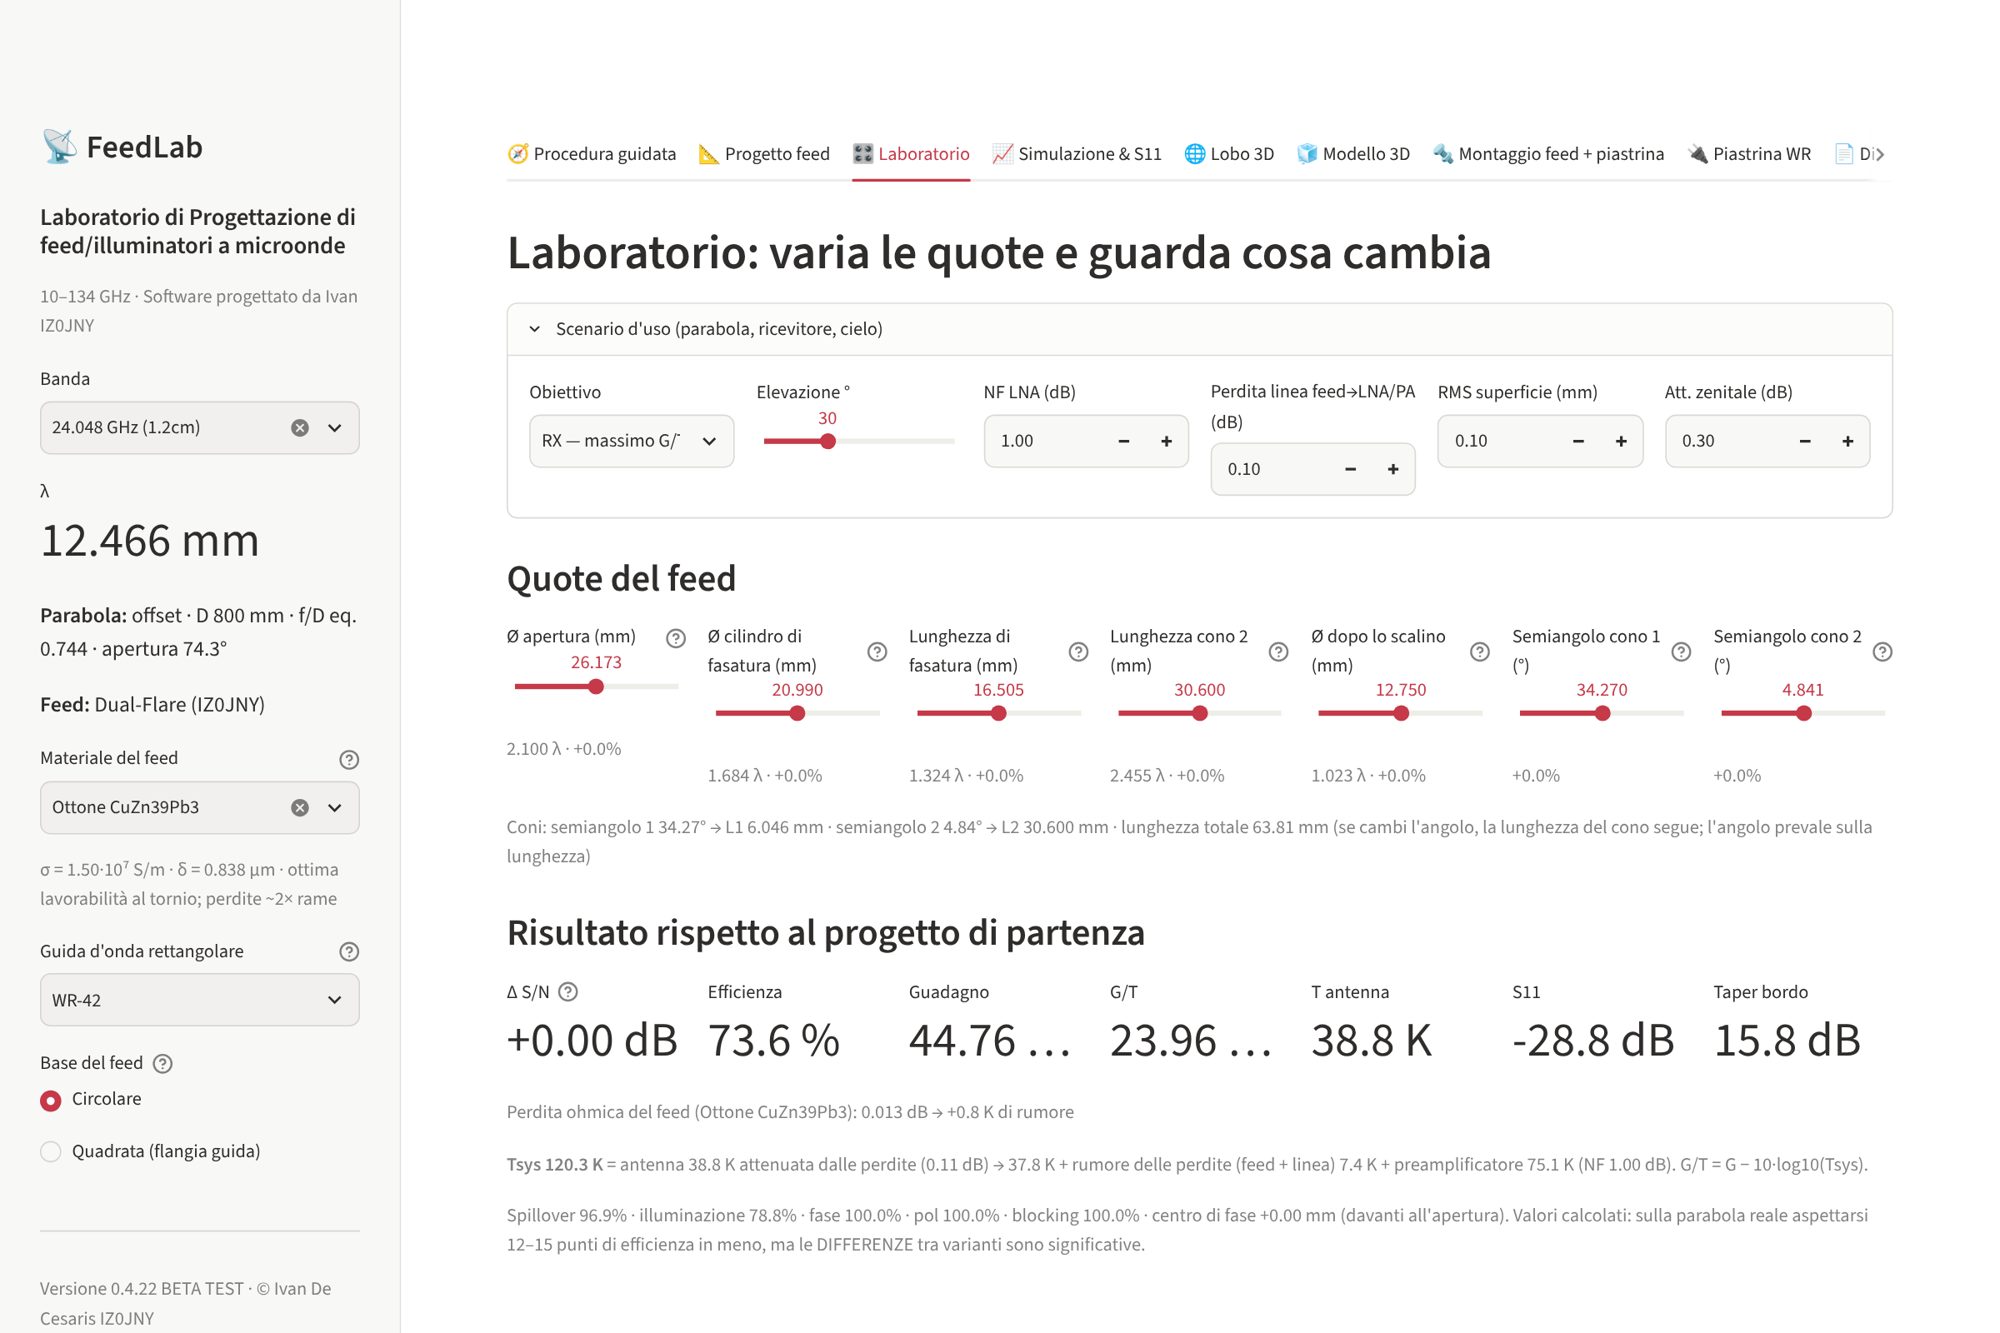 FeedLab
Laboratorio di Progettazione di
feed/illuminatori a microonde
10–134 GHz · Software progettato da Ivan
IZ0JNY
Banda
24.048 GHz (1.2cm)
λ
12.466 mm
Parabola: offset · D 800 mm · f/D eq.
0.744 · apertura 74.3°
Feed: Dual-Flare (IZ0JNY)
Materiale del feed
Ottone CuZn39Pb3
σ = 1.50·10⁷ S/m · δ = 0.838 µm · ottima
lavorabilità al tornio; perdite ~2× rame
Guida d'onda rettangolare
WR-42
Base del feed
Circolare
Quadrata (flangia guida)
Versione 0.4.22 BETA TEST · © Ivan De
Cesaris IZ0JNY
Procedura guidata Progetto feed Laboratorio Simulazione & S11 Lobo 3D Modello 3D Montaggio feed + piastrina Piastrina WR
Laboratorio: varia le quote e guarda cosa cambia
Scenario d'uso (parabola, ricevitore, cielo)
Obiettivo
RX — massimo G/
Elevazione °
30
NF LNA (dB)
1.00
Perdita linea feed→LNA/PA
(dB)
0.10
RMS superficie (mm)
0.10
Att. zenitale (dB)
0.30
Quote del feed
Ø apertura (mm)
26.173
2.100 λ · +0.0%
Ø cilindro di
fasatura (mm)
20.990
1.684 λ · +0.0%
Lunghezza di
fasatura (mm)
16.505
1.324 λ · +0.0%
Lunghezza cono 2
(mm)
30.600
2.455 λ · +0.0%
Ø dopo lo scalino
(mm)
12.750
1.023 λ · +0.0%
Semiangolo cono 1
(°)
34.270
+0.0%
Semiangolo cono 2
(°)
4.841
+0.0%
Coni: semiangolo 1 34.27° → L1 6.046 mm · semiangolo 2 4.84° → L2 30.600 mm · lunghezza totale 63.81 mm (se cambi l'angolo, la lunghezza del cono segue; l'angolo prevale sulla
lunghezza)
Risultato rispetto al progetto di partenza
Δ S/N
+0.00 dB
Efficienza
73.6 %
Guadagno
44.76 …
G/T
23.96 …
T antenna
38.8 K
S11
-28.8 dB
Taper bordo
15.8 dB
Perdita ohmica del feed (Ottone CuZn39Pb3): 0.013 dB → +0.8 K di rumore
Tsys 120.3 K = antenna 38.8 K attenuata dalle perdite (0.11 dB) → 37.8 K + rumore delle perdite (feed + linea) 7.4 K + preamplificatore 75.1 K (NF 1.00 dB). G/T = G − 10·log10(Tsys).
Spillover 96.9% · illuminazione 78.8% · fase 100.0% · pol 100.0% · blocking 100.0% · centro di fase +0.00 mm (davanti all'apertura). Valori calcolati: sulla parabola reale aspettarsi
12–15 punti di efficienza in meno, ma le DIFFERENZE tra varianti sono significative.